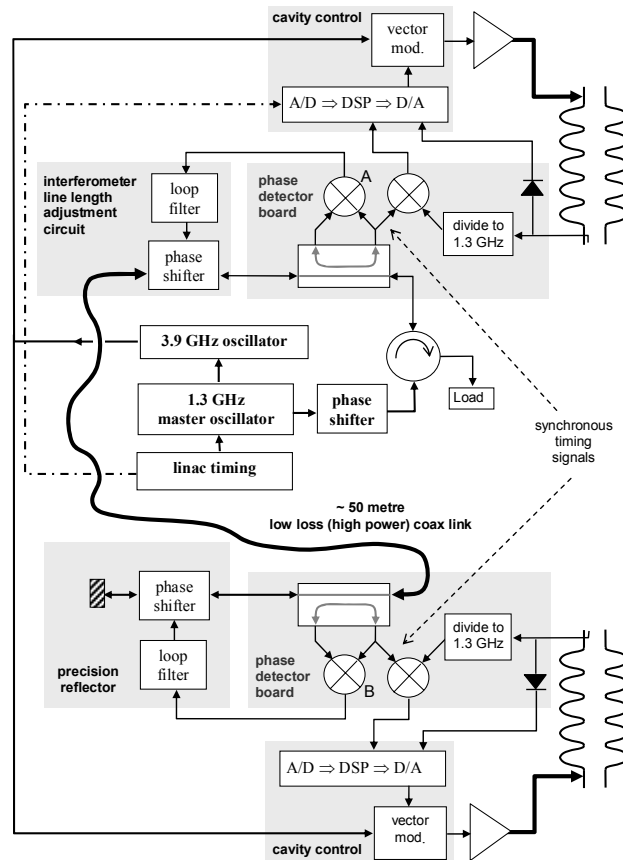 cavity control
vector
mod.
A/D ⇒ DSP ⇒ D/A
interferometer
line length
adjustment
circuit
loop
filter
phase
shifter
phase
detector
board
A
divide to
1.3 GHz
3.9 GHz oscillator
1.3 GHz
master oscillator
phase
shifter
Load
linac timing
synchronous
timing
signals
~ 50 metre
low loss (high power) coax link
phase
shifter
loop
filter
precision
reflector
phase
detector
board
B
divide to
1.3 GHz
A/D ⇒ DSP ⇒ D/A
vector
mod.
cavity control